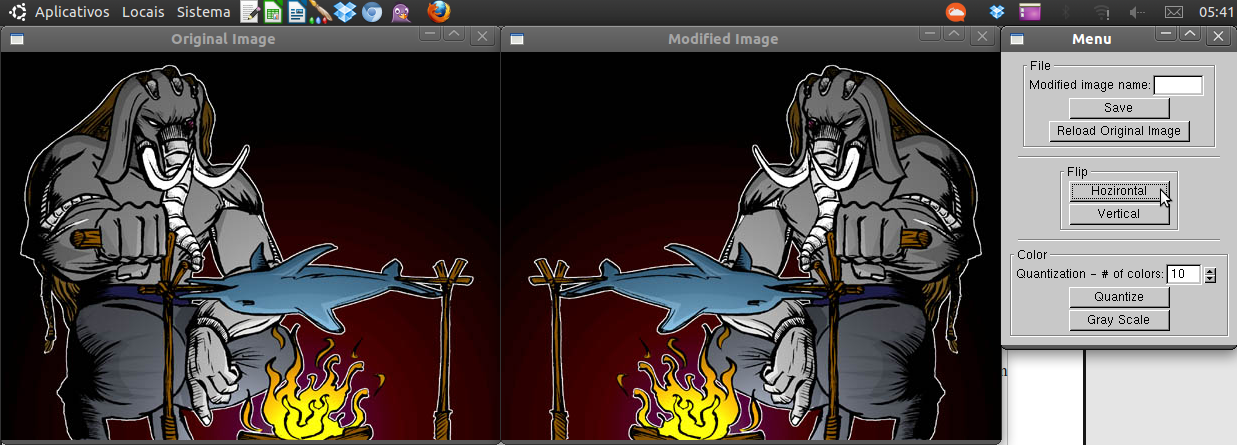 Aplicativos Locais Sistema 05:41
Original Image
Modified Image
Menu
File
Modified image name:
Save
Reload Original Image
Flip
Hozirontal
Vertical
Color
Quantization - # of colors: 10
Quantize
Gray Scale